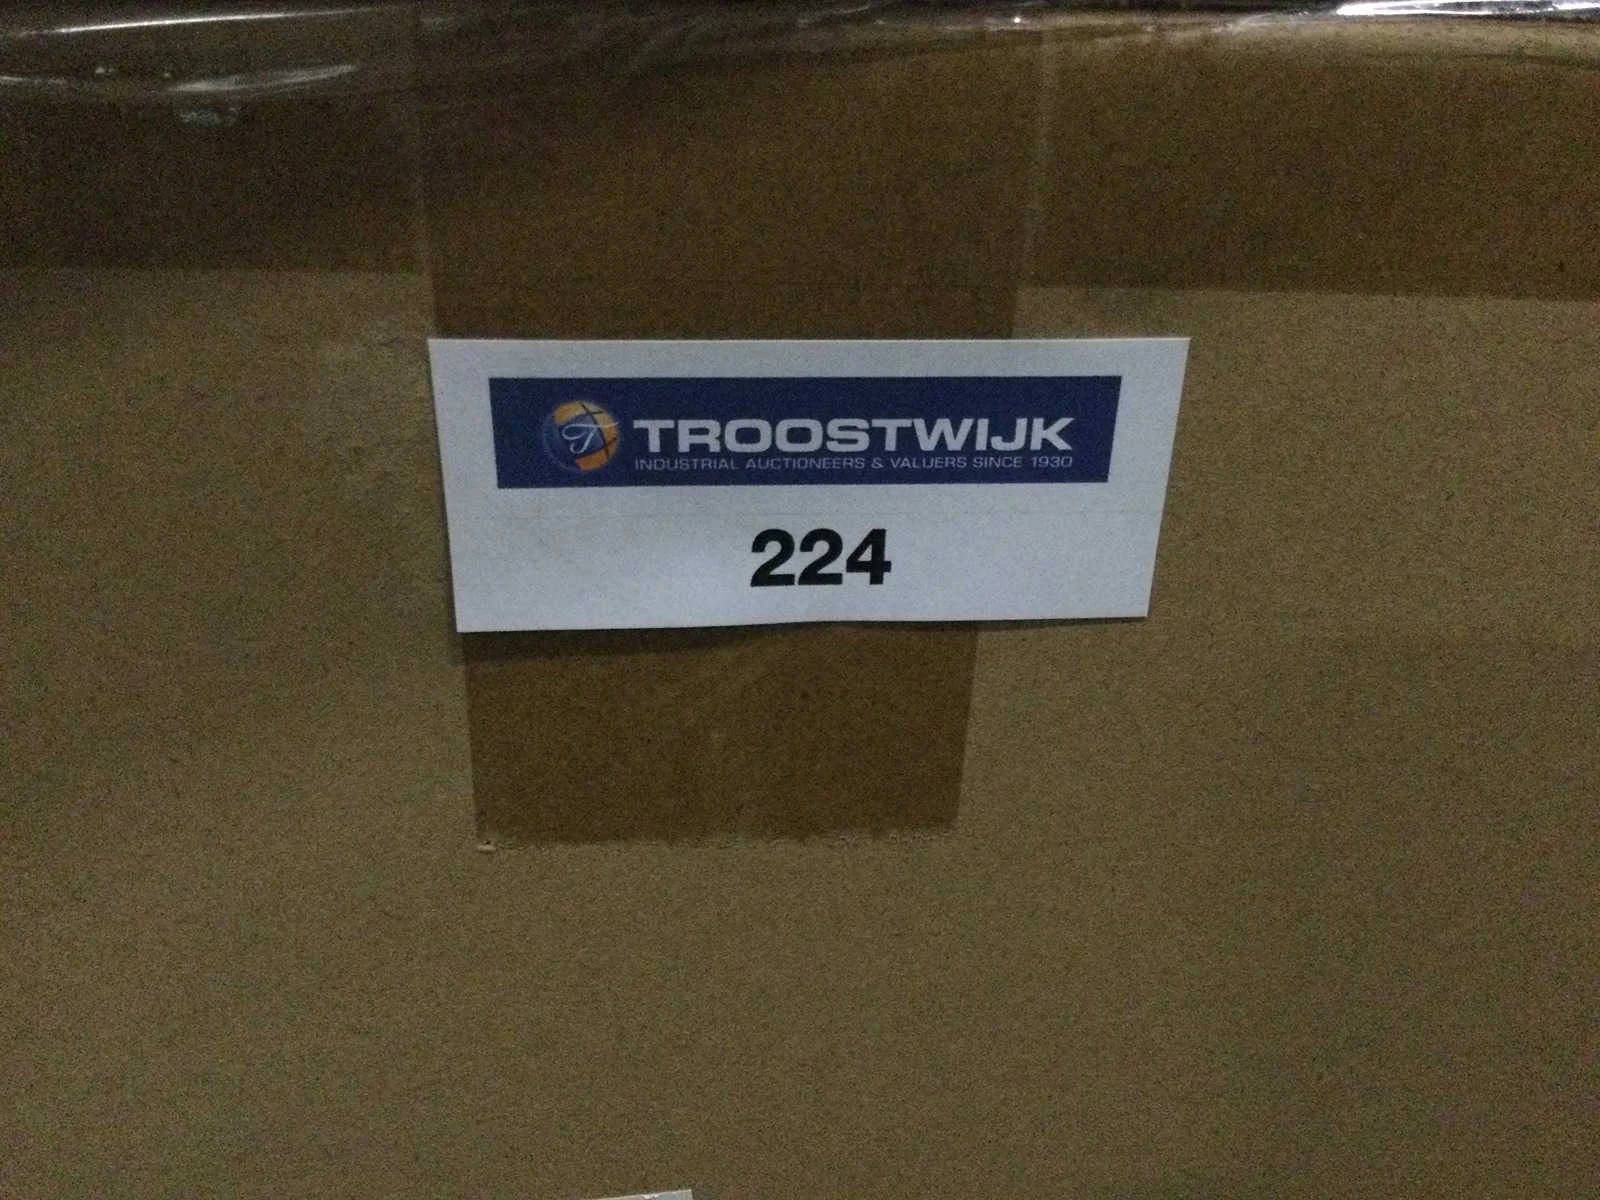 T TROOSTWIJK
INDUSTRIAL AUCTIONEERS & VALUERS SINCE 1930
224